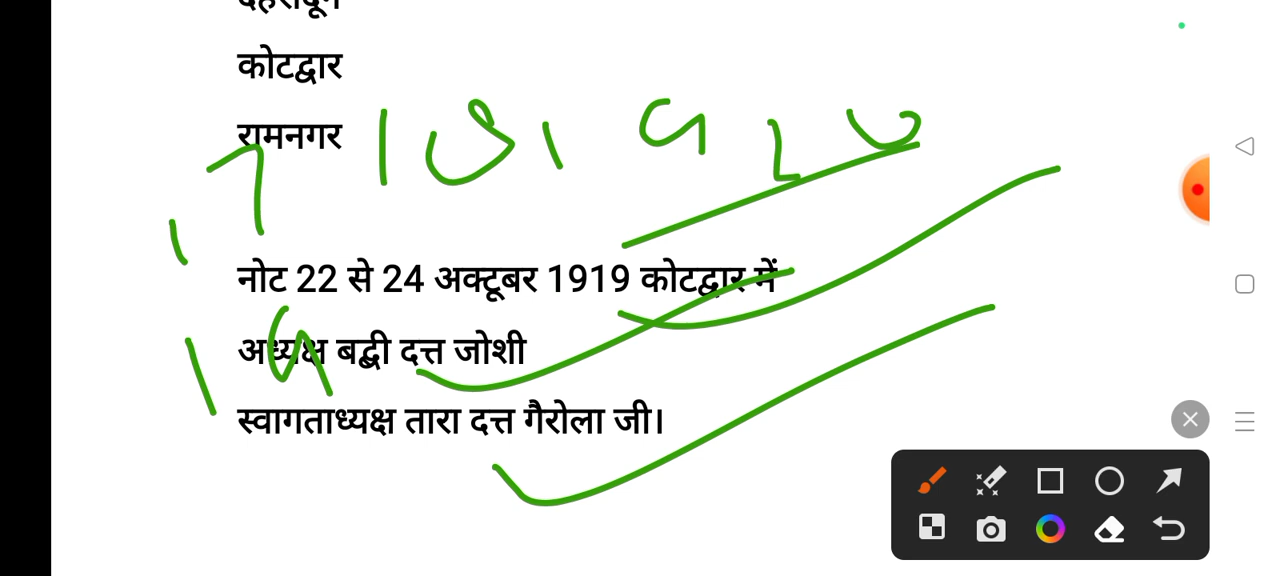 कोटद्वार
रामनगर
नोट 22 से 24 अक्टूबर 1919 कोटद्वार में
अध्यक्ष बद्री दत्त जोशी
स्वागताध्यक्ष तारा दत्त गैरोला जी।